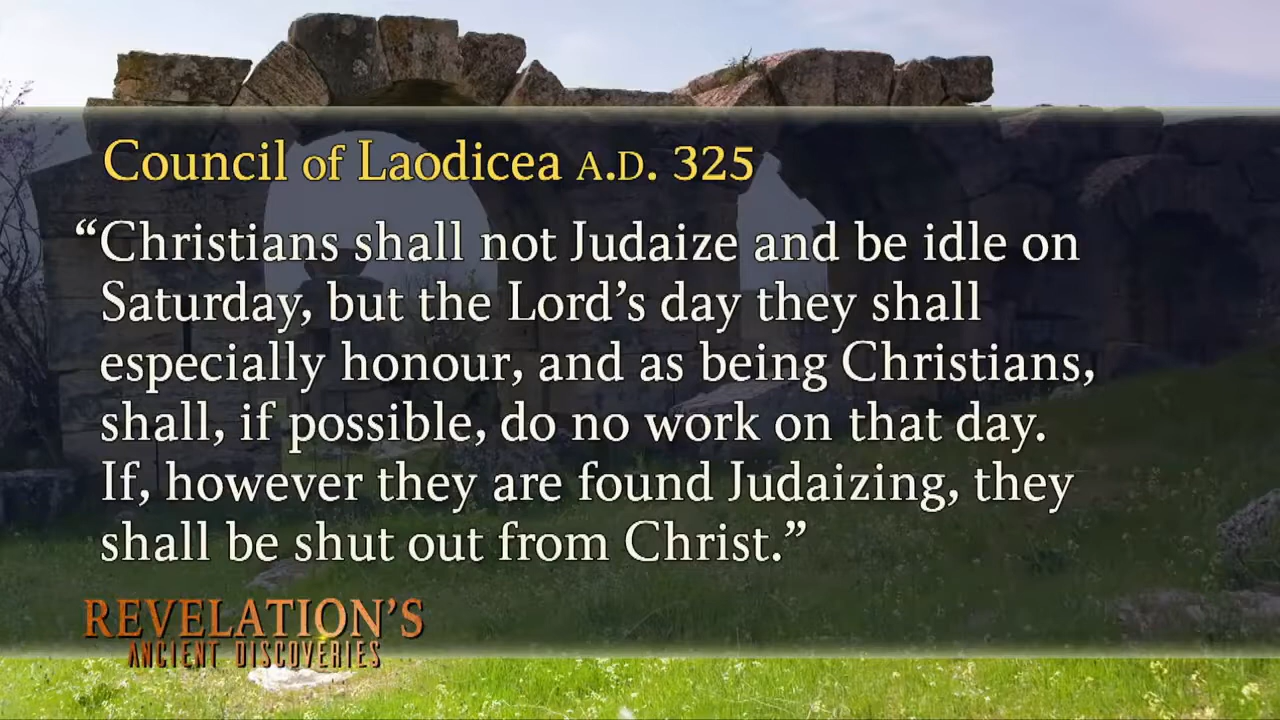 Council of Laodicea A.D. 325
“Christians shall not Judaize and be idle on
Saturday, but the Lord’s day they shall
especially honour, and as being Christians,
shall, if possible, do no work on that day.
If, however they are found Judaizing, they
shall be shut out from Christ.”
REVELATION’S
ANCIENT DISCOVERIES